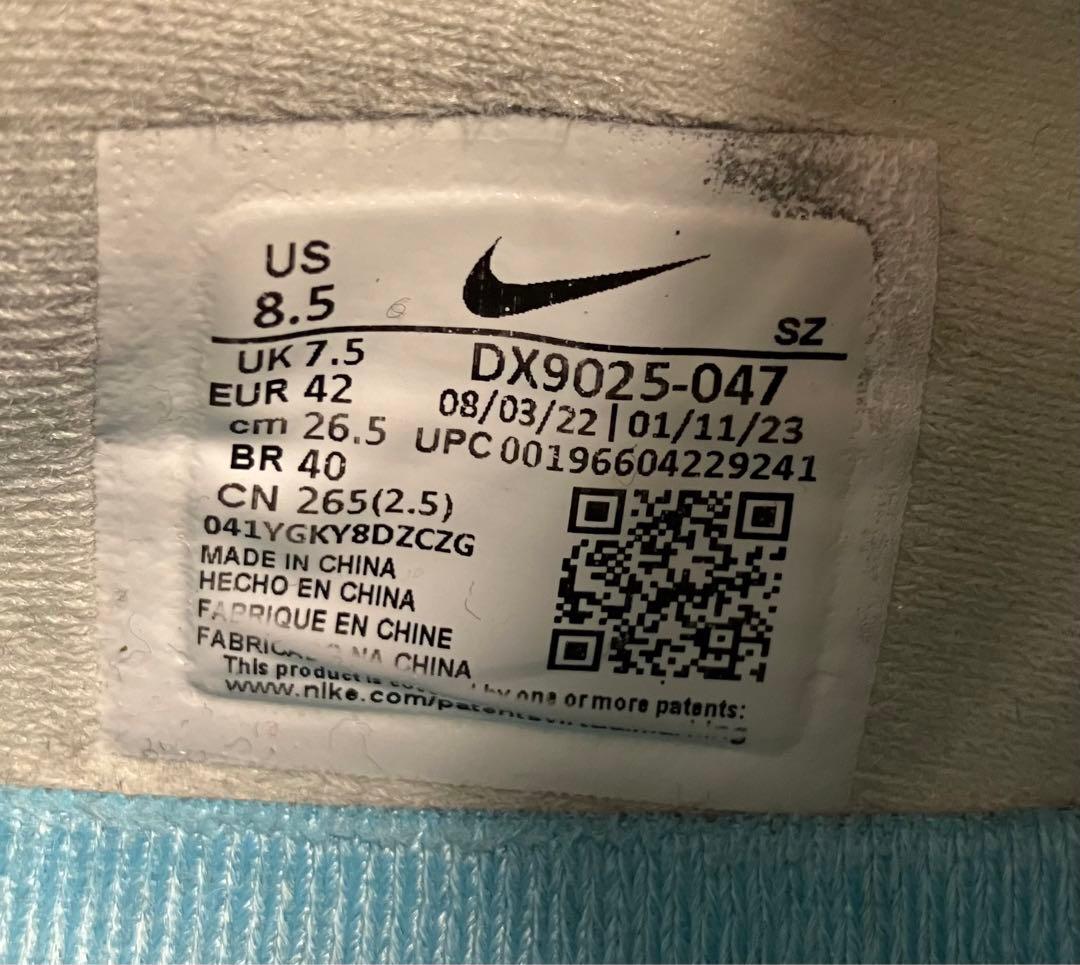 US
8.5
SZ
UK 7.5
EUR 42
cm 26.5
BR 40
CN 265(2.5)
DX9025-047
08/03/22 | 01/11/23
UPC 00196604229241
041YGKY8DZCZG
MADE IN CHINA
HECHO EN CHINA
FABRIQUE EN CHINE
NA CHINA
This product is by one or more patents:
www.nike.com/